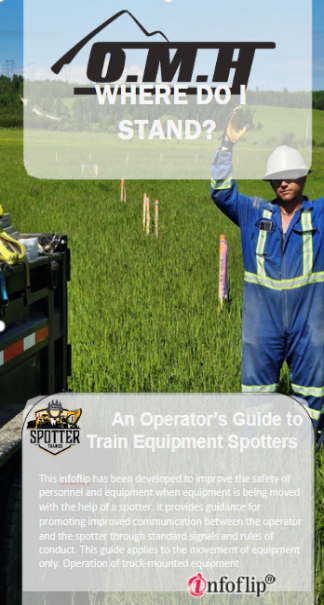 O.M.H
WHERE DO I
STAND?
SPOTTER
TRAINED
An Operator's Guide to
Train Equipment Spotters
This infoflip has been developed to improve the safety of
personnel and equipment when equipment is being moved
with the help of a spotter. It provides guidance for
promoting improved communication between the operator
and the spotter through standard signals and rules of
conduct. This guide applies to the movement of equipment
only. Operation of truck-mounted equipment
infoflip®